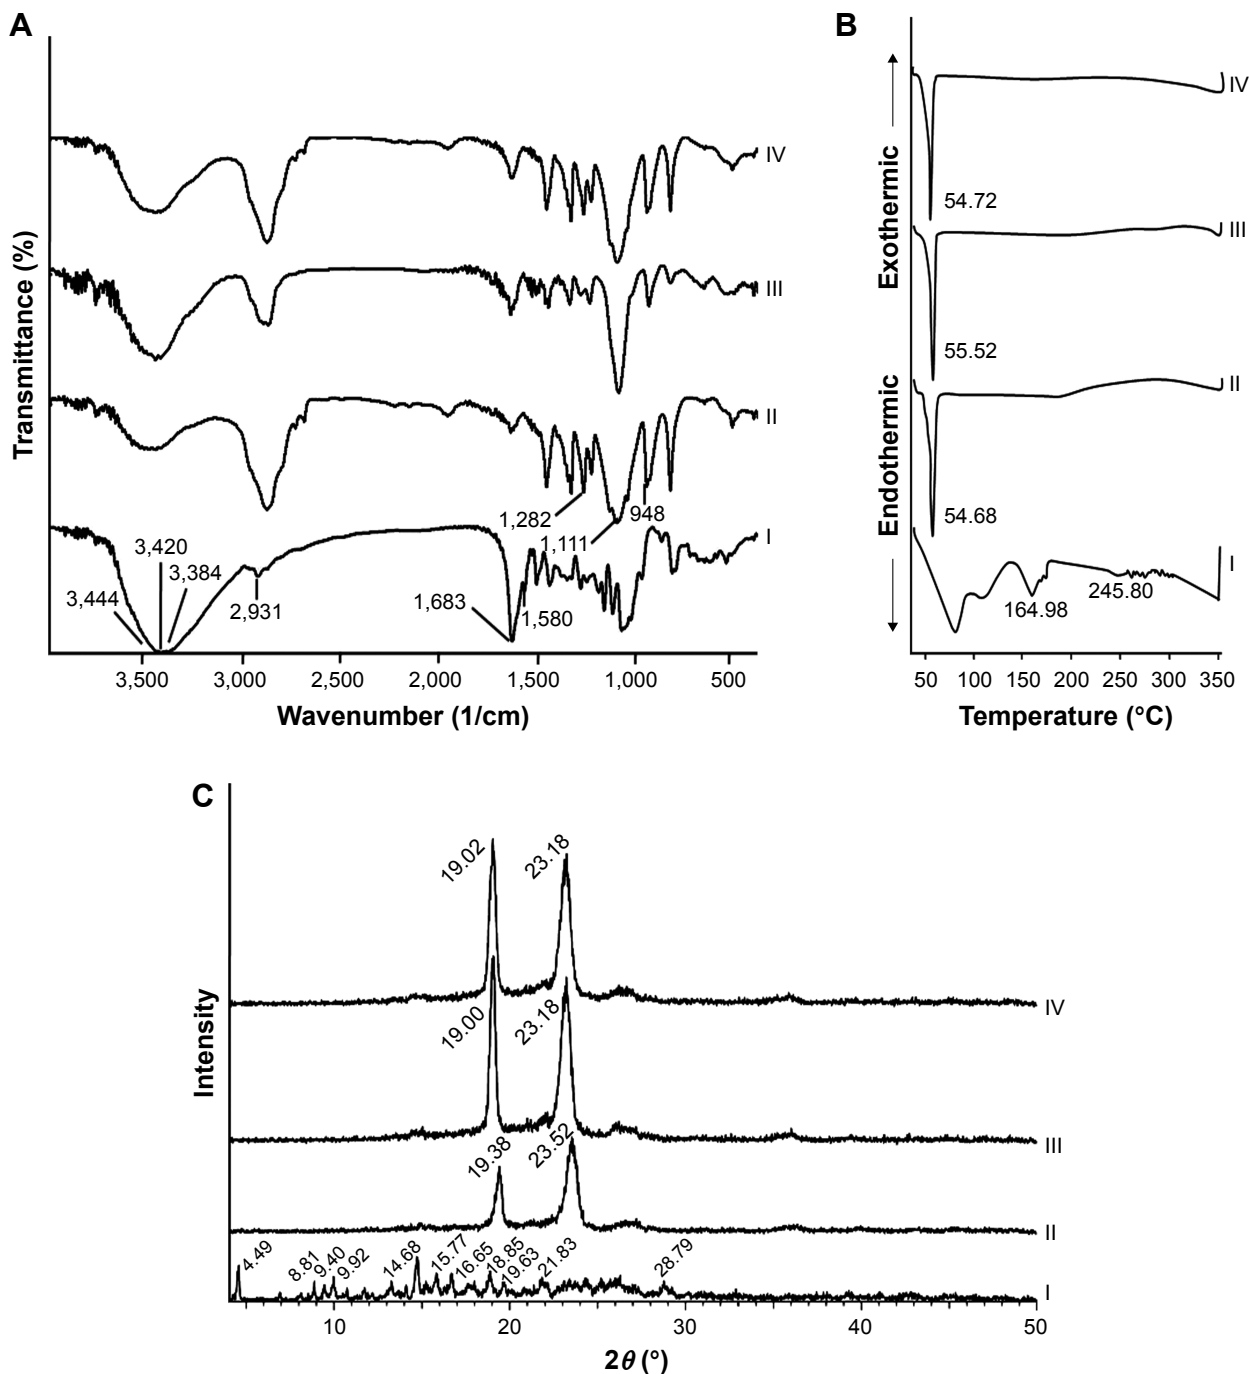 A
Transmittance (%)
IV
III
II
I
1,282
1,111
948
3,420
3,444
3,384
2,931
1,683
1,580
3,500 3,000 2,500 2,000 1,500 1,000 500
Wavenumber (1/cm)
B
Exothermic
Endothermic
IV
54.72
III
55.52
II
54.68
I
164.98
245.80
50 100 150 200 250 300 350
Temperature (°C)
C
Intensity
19.02 23.18
IV
19.00 23.18
III
19.38 23.52
II
4.49 8.81 9.40 9.92 14.68 15.77 16.65 18.85 19.63 21.83 28.79
I
10 20 30 40 50
2θ (°)